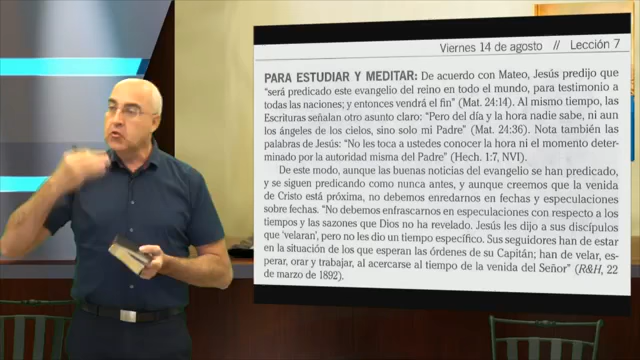 Viernes 14 de agosto // Lección 7
PARA ESTUDIAR Y MEDITAR: De acuerdo con Mateo, Jesús predijo que
“será predicado este evangelio del reino en todo el mundo, para testimonio a
todas las naciones; y entonces vendrá el fin” (Mat. 24:14). Al mismo tiempo, las
Escrituras señalan otro asunto claro: “Pero del día y la hora nadie sabe, ni aun
los ángeles de los cielos, sino solo mi Padre” (Mat. 24:36). Nota también las
palabras de Jesús: “No les toca a ustedes conocer la hora ni el momento deter-
minado por la autoridad misma del Padre” (Hech. 1:7, NVI).
De este modo, aunque las buenas noticias del evangelio se han predicado,
y se siguen predicando como nunca antes, y aunque creemos que la venida
de Cristo está próxima, no debemos enredarnos en fechas y especulaciones
sobre fechas. “No debemos enfrascarnos en especulaciones con respecto a los
tiempos y las sazones que Dios no ha revelado. Jesús les dijo a sus discípulos
que ‘velaran’, pero no les dio un tiempo específico. Sus seguidores han de estar
en la situación de los que esperan las órdenes de su Capitán; han de velar, es-
perar, orar y trabajar, al acercarse al tiempo de la venida del Señor” (R&H, 22
de marzo de 1892).